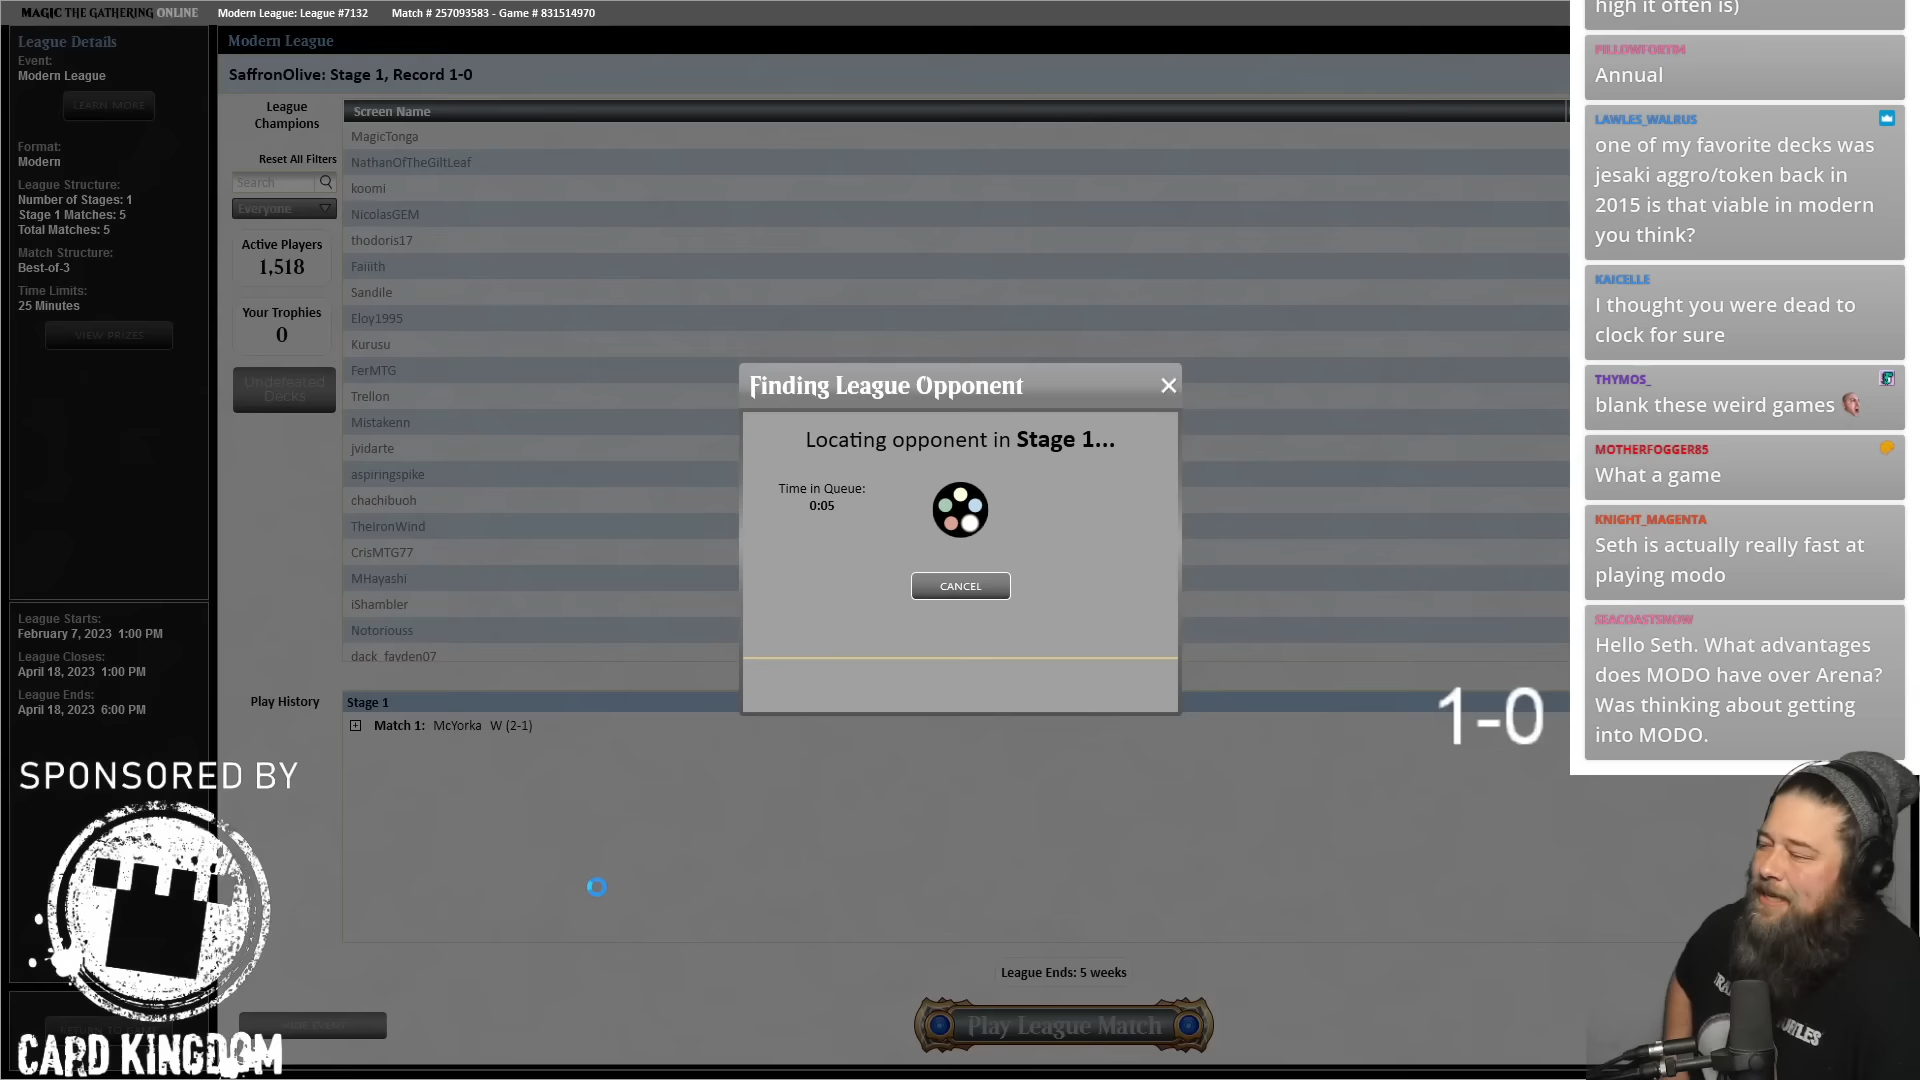 MAGIC THE GATHERING ONLINE
Modern League: League #7132
Match # 257093583 - Game # 831514970
League Details
Event:
Modern League
LEARN MORE
Format:
Modern
League Structure:
Number of Stages: 1
Stage 1 Matches: 5
Total Matches: 5
Match Structure:
Best-of-3
Time Limits:
25 Minutes
VIEW PRIZES
League Starts:
February 7, 2023 1:00 PM
League Closes:
April 18, 2023 1:00 PM
League Ends:
April 18, 2023 6:00 PM
SPONSORED BY
CARD KINGDOM
Modern League
SaffronOlive: Stage 1, Record 1-0
League
Champions
Reset All Filters
Search
Everyone
Active Players
1,518
Your Trophies
0
Undefeated
Decks
Screen Name
MagicTonga
NathanOfTheGiltLeaf
koomi
NicolasGEM
thodoris17
Faiiith
Sandile
Eloy1995
Kurusu
FerMTG
Trellon
Mistakenn
jvidarte
aspiringspike
chachibuoh
TheIronWind
CrisMTG77
MHayashi
iShambler
Notoriouss
dack_fayden07
Finding League Opponent
Locating opponent in Stage 1...
Time in Queue:
0:05
CANCEL
Play History
Stage 1
Match 1: McYorka W (2-1)
1-0
League Ends: 5 weeks
Play League Match
high it often is)
PILLOWFORT14
Annual
LAWLES_WALRUS
one of my favorite decks was
jesaki aggro/token back in
2015 is that viable in modern
you think?
KAICELLE
I thought you were dead to
clock for sure
THYMOS_
blank these weird games
MOTHERFOGGER85
What a game
KNIGHT_MAGENTA
Seth is actually really fast at
playing modo
SEACOASTSNOW
Hello Seth. What advantages
does MODO have over Arena?
Was thinking about getting
into MODO.